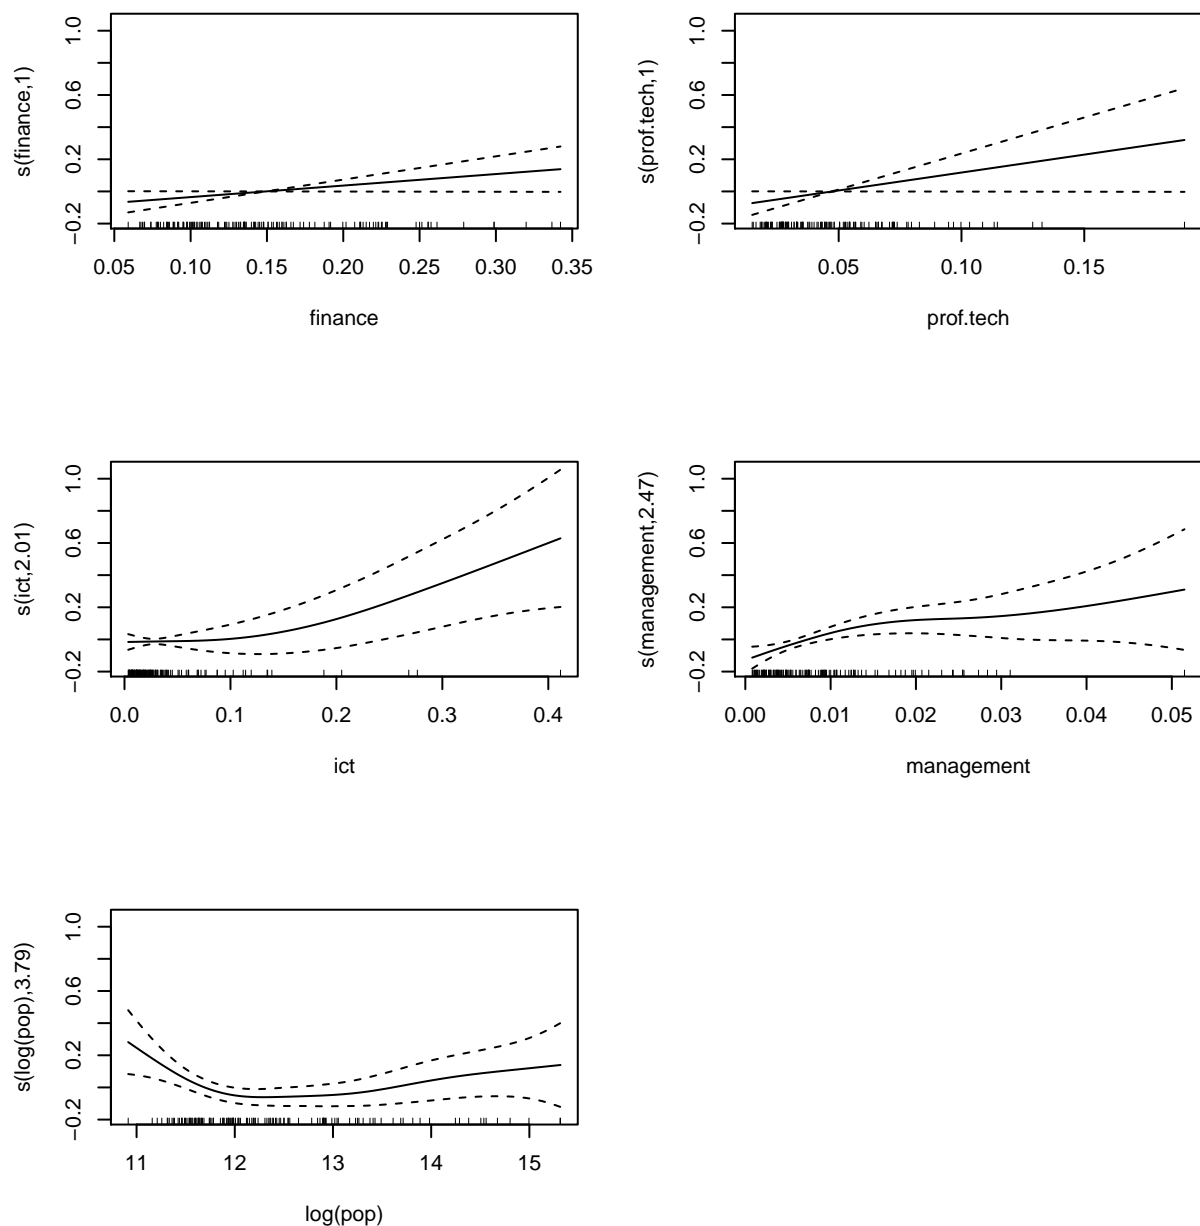 1.0
0.6
0.2
−0.2
s(finance,1)
0.05 0.10 0.15 0.20 0.25 0.30 0.35
finance
1.0
0.6
0.2
−0.2
s(prof.tech,1)
0.05 0.10 0.15
prof.tech
1.0
0.6
0.2
−0.2
s(ict,2.01)
0.0 0.1 0.2 0.3 0.4
ict
1.0
0.6
0.2
−0.2
s(management,2.47)
0.00 0.01 0.02 0.03 0.04 0.05
management
1.0
0.6
0.2
−0.2
s(log(pop),3.79)
11 12 13 14 15
log(pop)